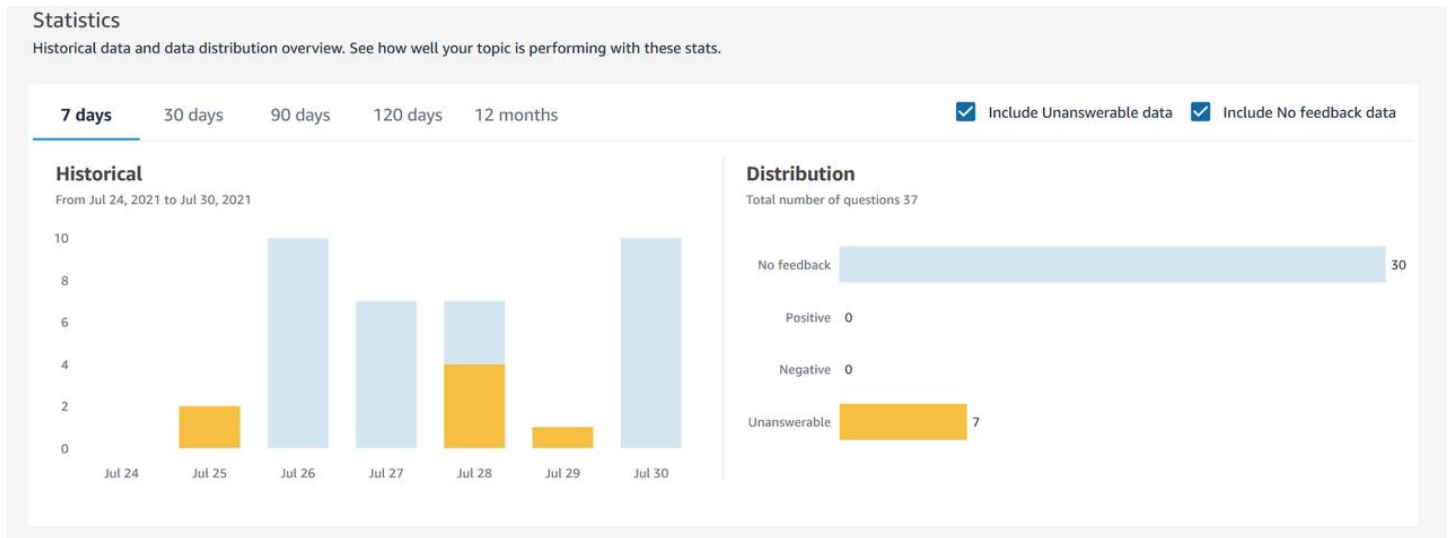 Statistics
Historical data and data distribution overview. See how well your topic is performing with these stats.
7 days 30 days 90 days 120 days 12 months Include Unanswerable data Include No feedback data
Historical
From Jul 24, 2021 to Jul 30, 2021
10
8
6
4
2
0
Jul 24 Jul 25 Jul 26 Jul 27 Jul 28 Jul 29 Jul 30
Distribution
Total number of questions 37
No feedback 30
Positive 0
Negative 0
Unanswerable 7